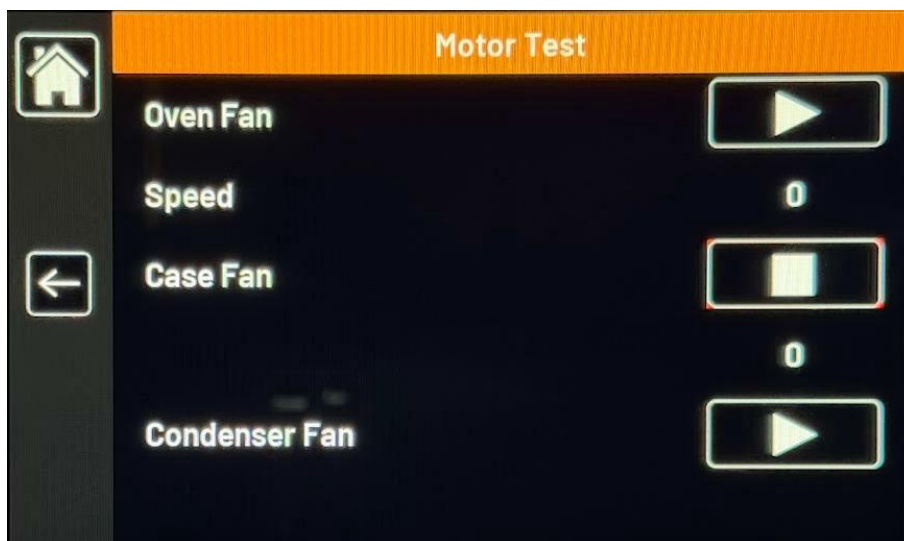 Motor Test
Oven Fan
Speed 0
Case Fan
0
Condenser Fan